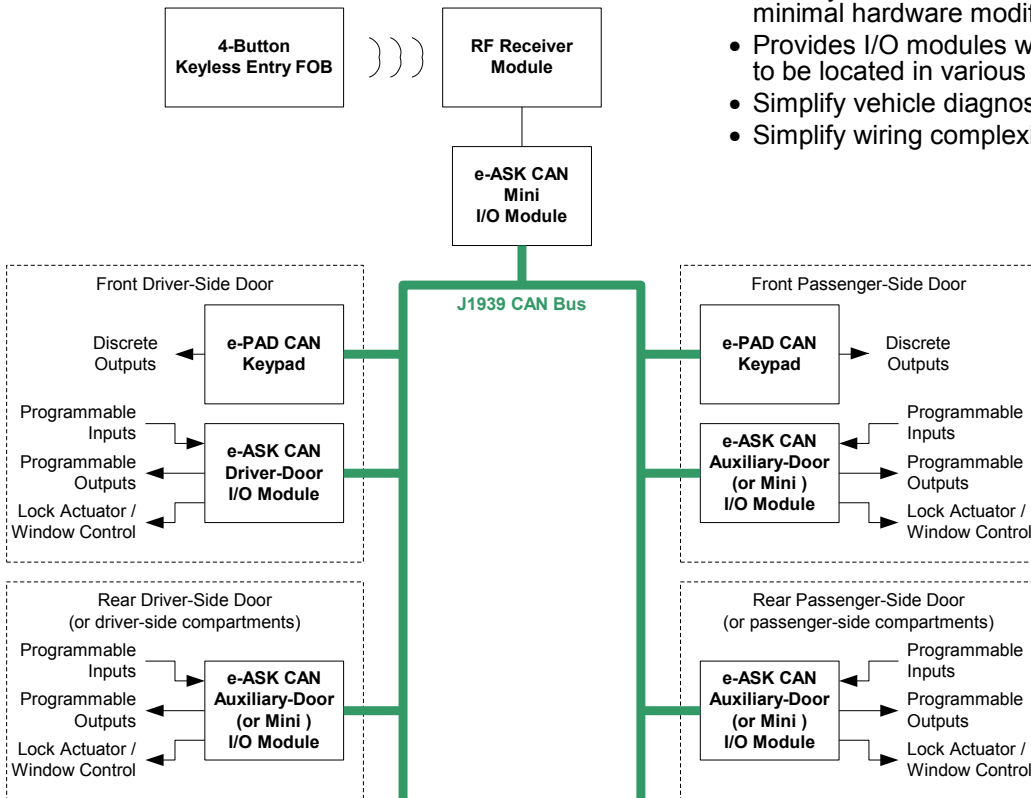 minimal hardware
• Provides I/O modules
to be located in various
• Simplify vehicle
• Simplify wiring
4-Button
Keyless Entry FOB
RF Receiver
Module
e-ASK CAN
Mini
I/O Module
J1939 CAN Bus
Front Driver-Side Door
Discrete
Outputs
e-PAD CAN
Keypad
Programmable
Inputs
Programmable
Outputs
Lock Actuator /
Window Control
e-ASK CAN
Driver-Door
I/O Module
Front Passenger-Side Door
e-PAD CAN
Keypad
Discrete
Outputs
e-ASK CAN
Auxiliary-Door
(or Mini )
I/O Module
Programmable
Inputs
Programmable
Outputs
Lock Actuator /
Window Control
Rear Driver-Side Door
(or driver-side compartments)
Programmable
Inputs
Programmable
Outputs
Lock Actuator /
Window Control
e-ASK CAN
Auxiliary-Door
(or Mini )
I/O Module
Rear Passenger-Side Door
(or passenger-side compartments)
e-ASK CAN
Auxiliary-Door
(or Mini )
I/O Module
Programmable
Inputs
Programmable
Outputs
Lock Actuator /
Window Control